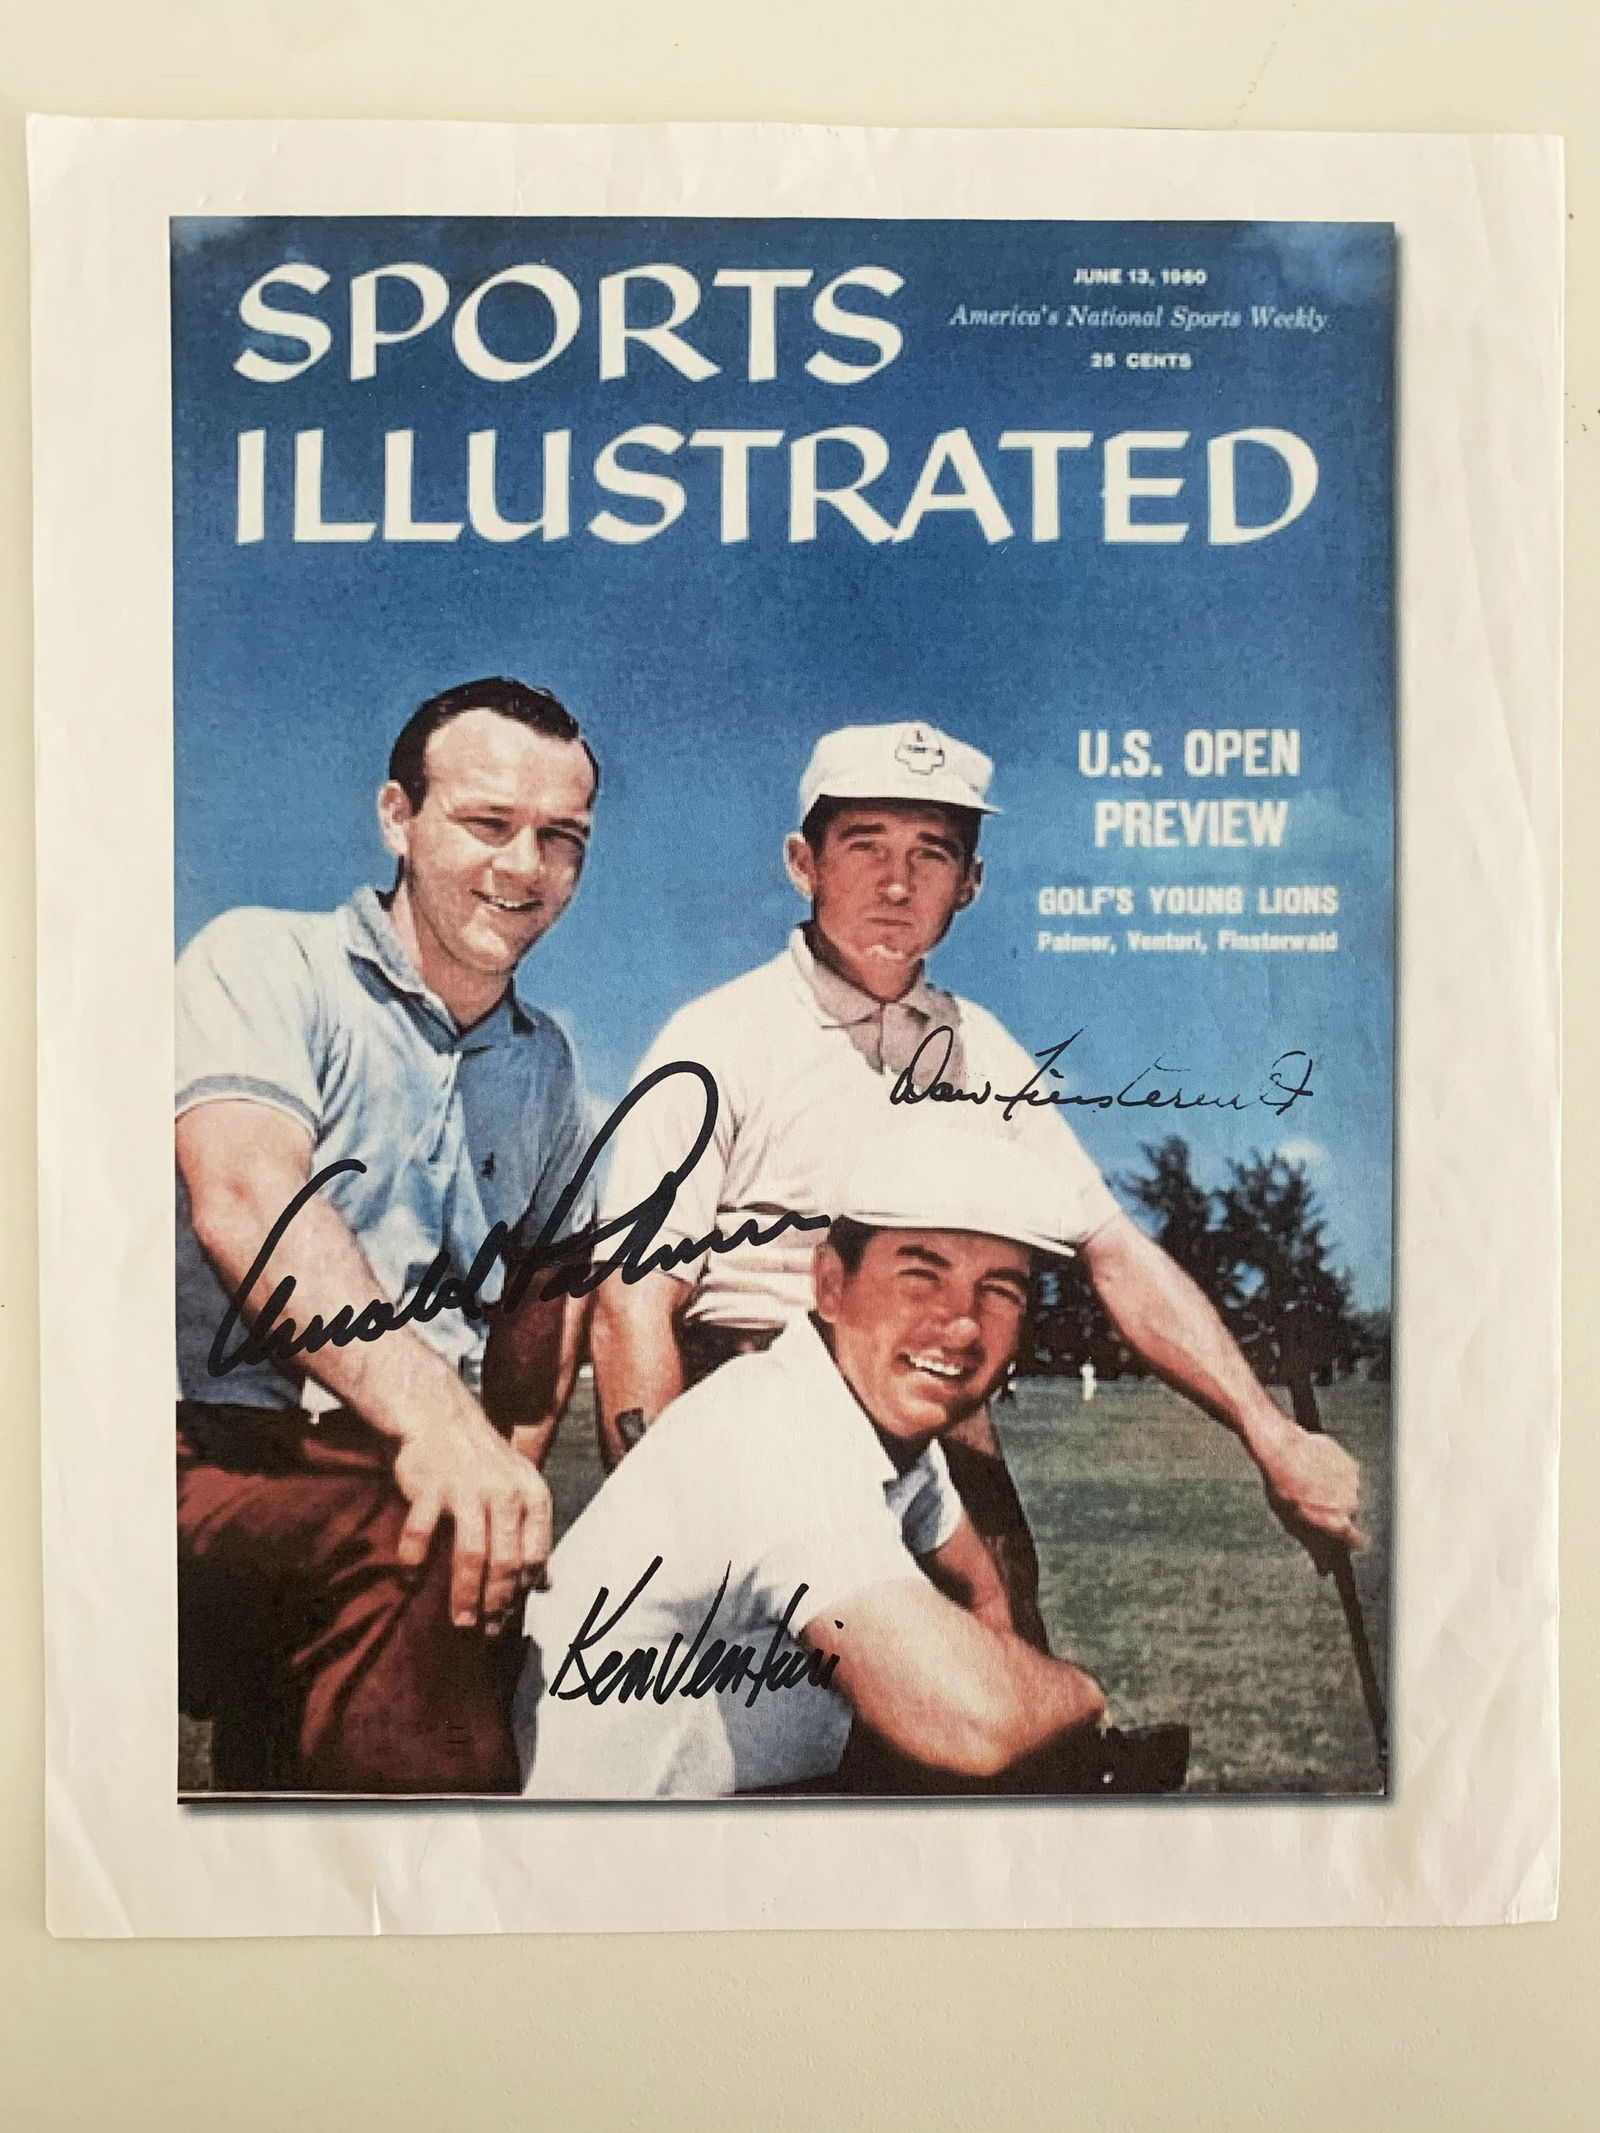 SPORTS
ILLUSTRATED
JUNE 13, 1960
America's National Sports Weekly
25 CENTS
U.S. OPEN
PREVIEW
GOLF'S YOUNG LIONS
Palmer, Venturi, Finsterwald
Dow Finsterwald
Arnold Palmer
Ken Venturi